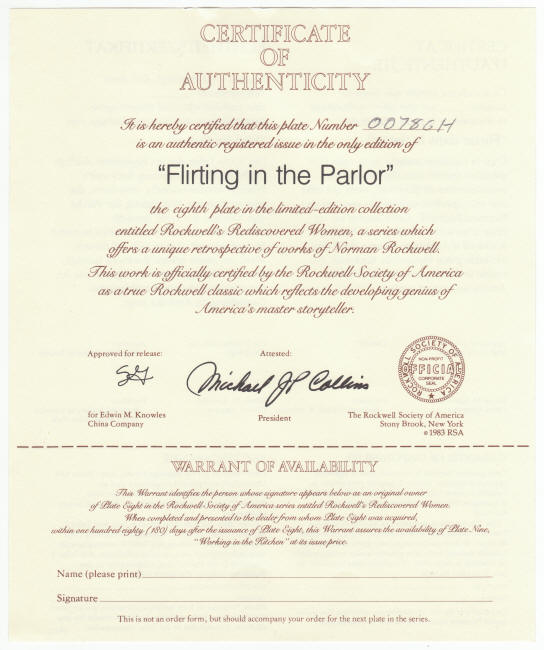 CERTIFICATE
OF
AUTHENTICITY
It is hereby certified that this plate Number 0078GH
is an authentic registered issue in the only edition of
“Flirting in the Parlor”
the eighth plate in the limited-edition collection
entitled Rockwell's Rediscovered Women, a series which
offers a unique retrospective of works of Norman Rockwell.
This work is officially certified by the Rockwell Society of America
as a true Rockwell classic which reflects the developing genius of
America's master storyteller.
Approved for release:
for Edwin M. Knowles
China Company
Attested:
Michael JP Collins
President
ROCKWELL SOCIETY OF AMERICA
NON-PROFIT
OFFICIAL
CORPORATE
SEAL
The Rockwell Society of America
Stony Brook, New York
©1983 RSA
WARRANT OF AVAILABILITY
This Warrant identifies the person whose signature appears below as an original owner
of Plate Eight in the Rockwell Society of America series entitled Rockwell's Rediscovered Women.
When completed and presented to the dealer from whom Plate Eight was acquired,
within one hundred eighty (180) days after the issuance of Plate Eight, this Warrant assures the availability of Plate Nine,
“Working in the Kitchen” at its issue price.
Name (please print)
Signature
This is not an order form, but should accompany your order for the next plate in the series.